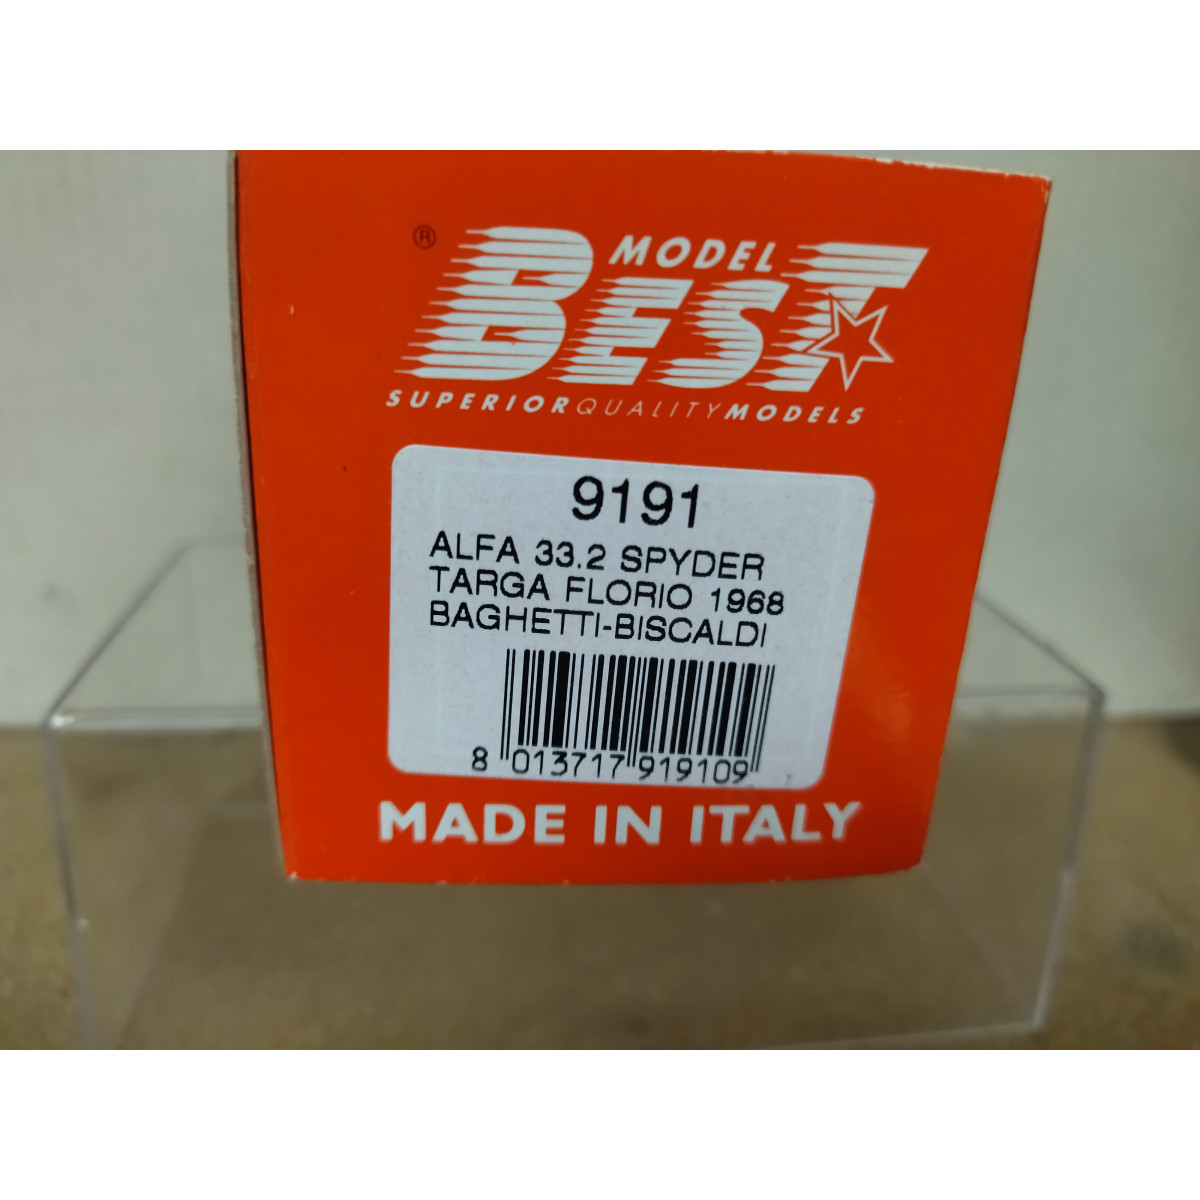 ®
MODEL
BEST
SUPERIORQUALITYMODELS
9191
ALFA 33.2 SPYDER
TARGA FLORIO 1968
BAGHETTI-BISCALDI
8 013717 919109
MADE IN ITALY